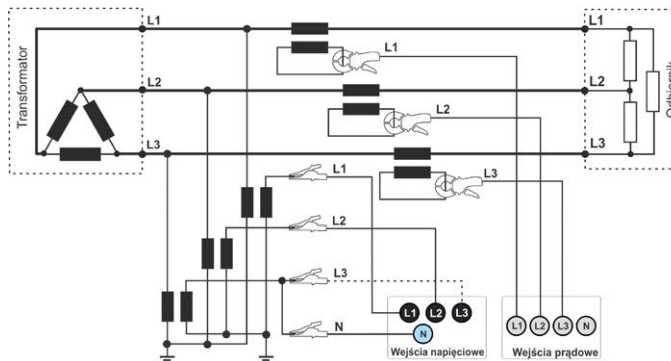 L1
L1
Transformator
L1
L2
L2
L2
L3
L3
L3
Odbiornik
L1
L2
L3
N
L1
L2
L3
N
Wejścia napięciowe
L1
L2
L3
N
Wejścia prądowe